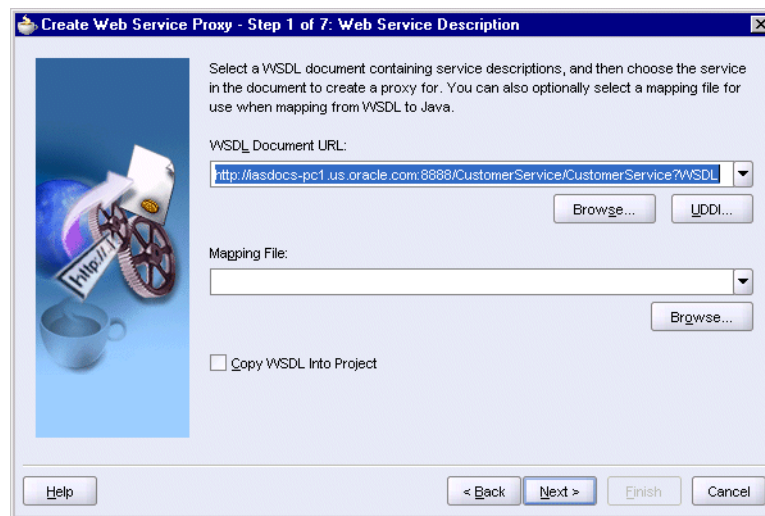 Create Web Service Proxy - Step 1 of 7: Web Service Description
Select a WSDL document containing service descriptions, and then choose the service
in the document to create a proxy for. You can also optionally select a mapping file for
use when mapping from WSDL to Java.
WSDL Document URL:
http://iasdocs-pc1.us.oracle.com:8888/CustomerService/CustomerService?WSDL
Browse... UDDI...
http://
Mapping File:
Browse...
Copy WSDL Into Project
Help < Back Next > Finish Cancel